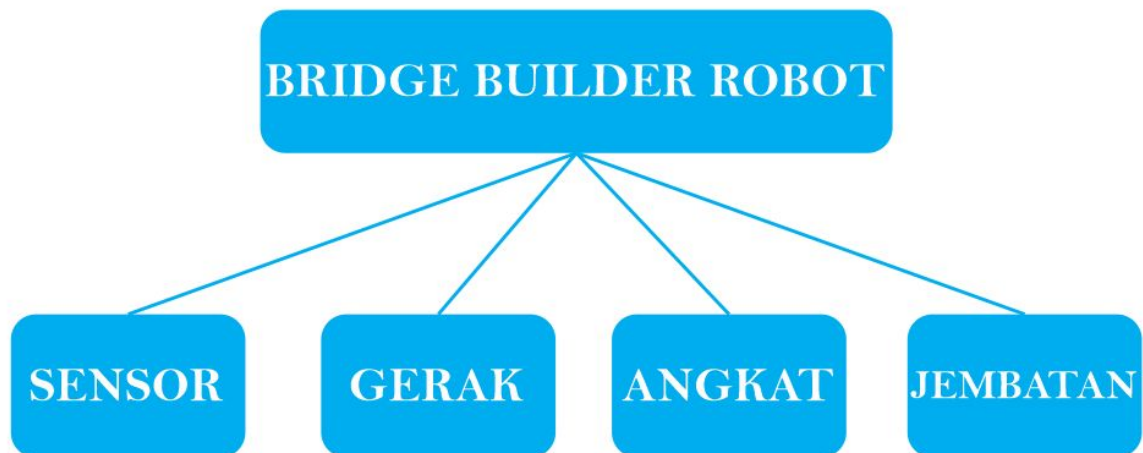 BRIDGE BUILDER ROBOT
SENSOR
GERAK
ANGKAT
JEMBATAN